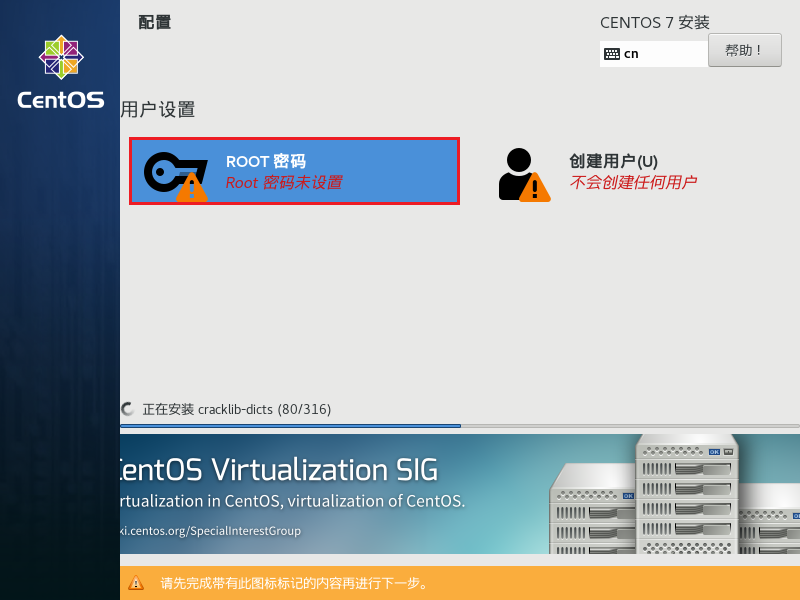 配置
CENTOS 7 安装
cn
帮助！
CentOS
用户设置
ROOT 密码
Root 密码未设置
创建用户(U)
不会创建任何用户
正在安装 cracklib-dicts (80/316)
CentOS Virtualization SIG
rtualization in CentOS, virtualization of CentOS.
ki.centos.org/SpecialInterestGroup
请先完成带有此图标标记的内容再进行下一步。